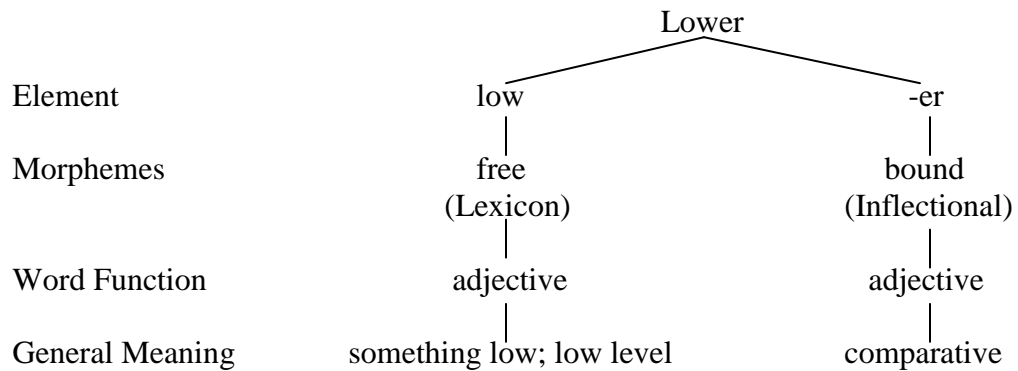 Lower
Element low -er
Morphemes free bound
(Lexicon) (Inflectional)
Word Function adjective adjective
General Meaning something low; low level comparative